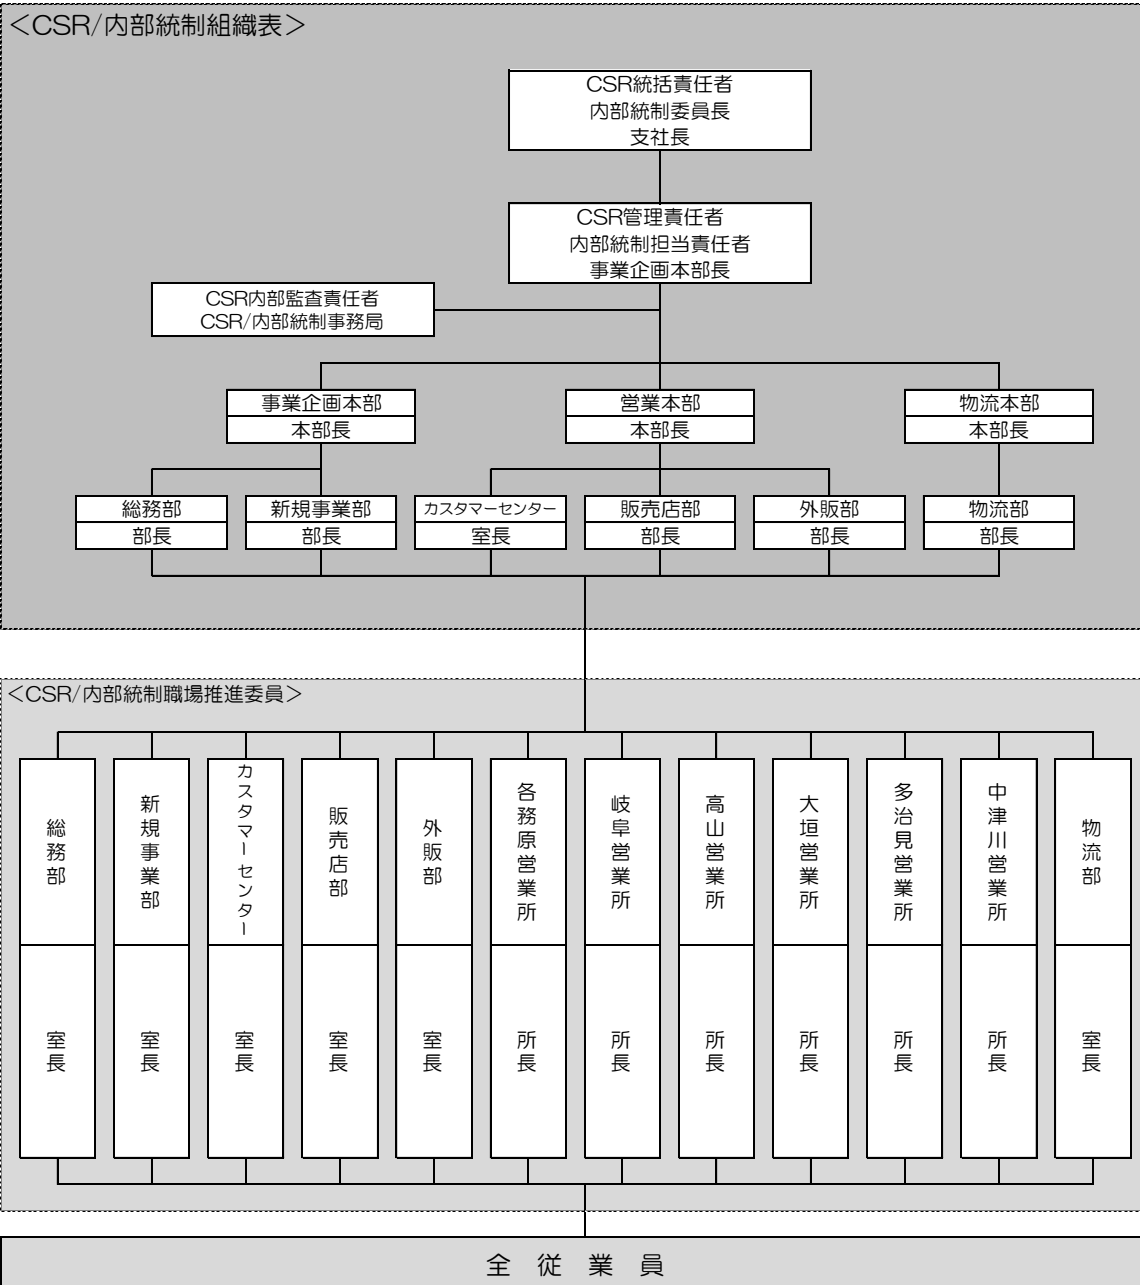 ＜CSR/内部統制組織表＞
CSR統括責任者
内部統制委員長
支社長
CSR管理責任者
内部統制担当責任者
事業企画本部長
CSR内部監査責任者
CSR/内部統制事務局
事業企画本部
本部長
営業本部
本部長
物流本部
本部長
総務部
部長
新規事業部
部長
カスタマーセンター
室長
販売店部
部長
外販部
部長
物流部
部長
＜CSR/内部統制職場推進委員＞
総務部
室長
新規事業部
室長
カスタマーセンター
室長
販売店部
室長
外販部
室長
各務原営業所
所長
岐阜営業所
所長
高山営業所
所長
大垣営業所
所長
多治見営業所
所長
中津川営業所
所長
物流部
室長
全従業員